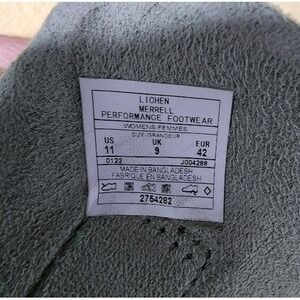 LICHEN
MERRELL
PERFORMANCE FOOTWEAR
WOMENS FEMMES
SIZE-GRANDEUR
US UK EUR
11 9 42
0122 J004288
MADE IN BANGLADESH
FABRIQUE EN BANGLADESH
2754282